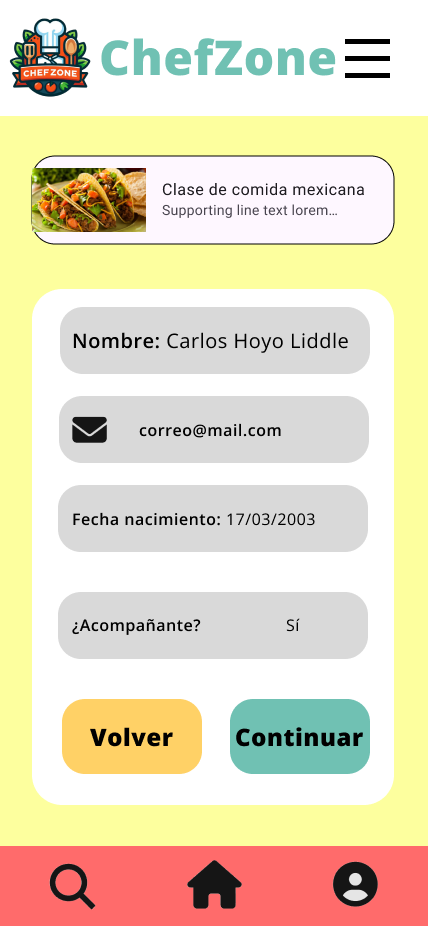 CHEF ZONE
ChefZone
Clase de comida mexicana
Supporting line text lorem...
Nombre: Carlos Hoyo Liddle
correo@mail.com
Fecha nacimiento: 17/03/2003
¿Acompañante? Sí
Volver
Continuar